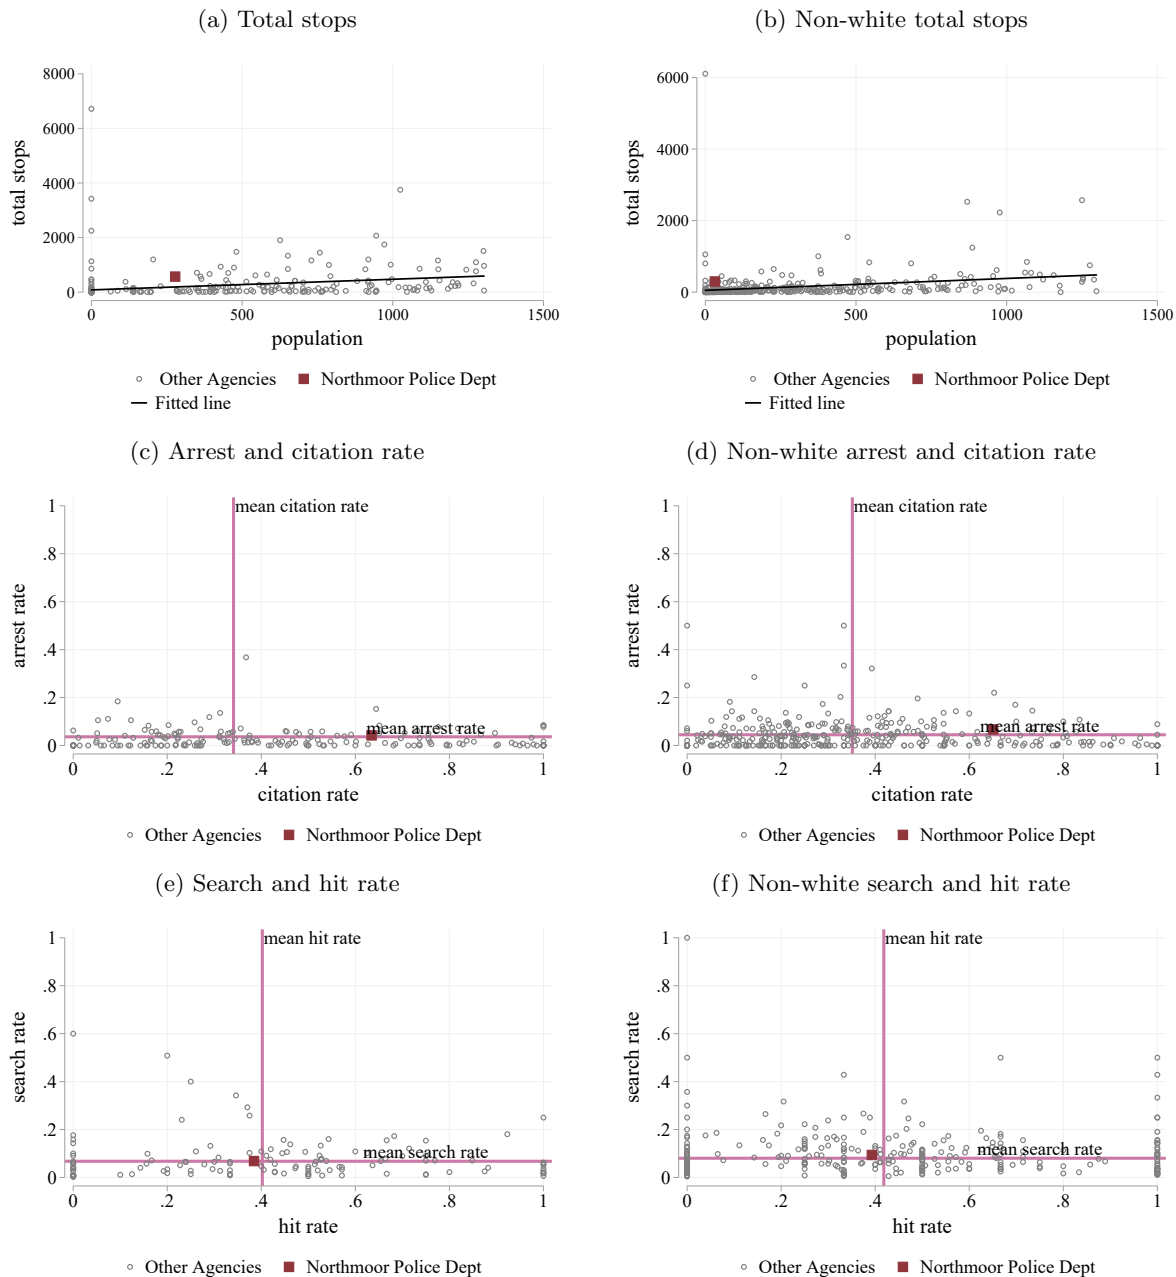 (a) Total stops
(b) Non-white total stops
8000
6000
4000
2000
0
total stops
0
500
1000
1500
population
Other Agencies
Northmoor Police Dept
Fitted line
6000
4000
2000
0
total stops
0
500
1000
1500
population
Other Agencies
Northmoor Police Dept
Fitted line
(c) Arrest and citation rate
(d) Non-white arrest and citation rate
1
.8
.6
.4
.2
0
arrest rate
mean citation rate
mean arrest rate
0
.2
.4
.6
.8
1
citation rate
Other Agencies
Northmoor Police Dept
1
.8
.6
.4
.2
0
arrest rate
mean citation rate
mean arrest rate
0
.2
.4
.6
.8
1
citation rate
Other Agencies
Northmoor Police Dept
(e) Search and hit rate
(f) Non-white search and hit rate
1
.8
.6
.4
.2
0
search rate
mean hit rate
mean search rate
0
.2
.4
.6
.8
1
hit rate
Other Agencies
Northmoor Police Dept
1
.8
.6
.4
.2
0
search rate
mean hit rate
mean search rate
0
.2
.4
.6
.8
1
hit rate
Other Agencies
Northmoor Police Dept